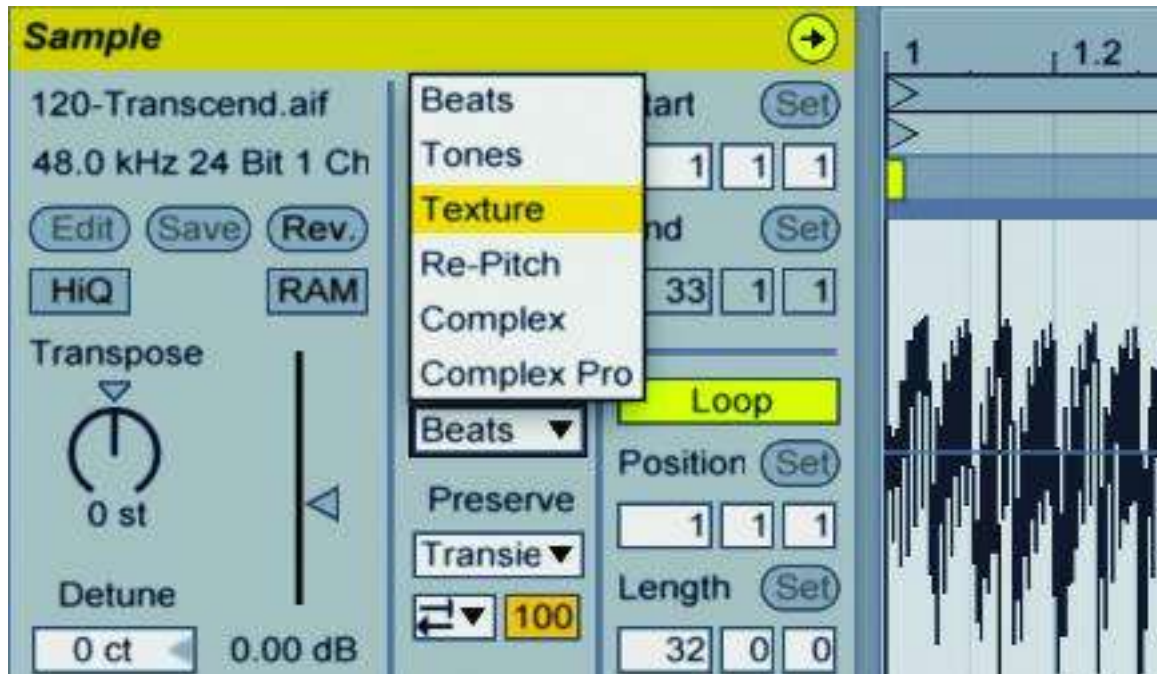 Sample
1 1.2
120-Transcend.aif
48.0 kHz 24 Bit 1 Ch
Edit Save Rev.
HiQ RAM
Transpose
0 st
Detune
0 ct 0.00 dB
Beats
Tones
Texture
Re-Pitch
Complex
Complex Pro
Beats
Preserve
Transie
100
tart Set
1 1 1
nd Set
33 1 1
Loop
Position Set
1 1 1
Length Set
32 0 0